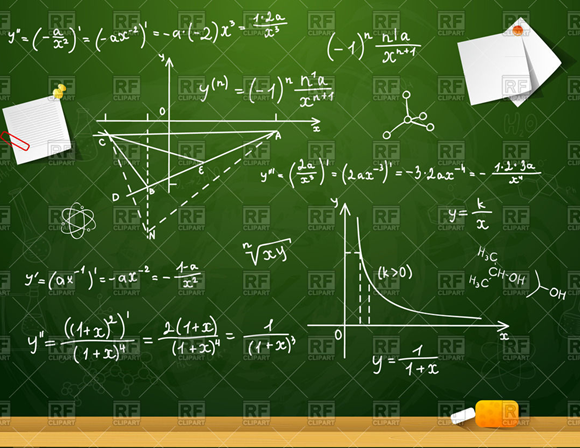 y'' = (-a/x²)' = (-ax⁻²)' = -a·(-2)x³ = 1·2a/x³
(-1)ⁿ n!a/xⁿ⁺¹
y⁽ⁿ⁾ = (-1)ⁿ n!a/xⁿ⁺¹
y
0
x
C
A
E
D
B
N
y''' = (2a/x³)' = (2ax⁻³)' = -3·2ax⁻⁴ = - 1·2·3a/x⁴
y
y = k/x
ⁿ√xy
(k>0)
H₃C
CH-OH
H₃C
OH
y' = (ax⁻¹)' = -ax⁻² = - 1·a/x²
y'' = ((1+x)²)'/(1+x)⁴ = 2(1+x)/(1+x)⁴ = 1/(1+x)³
0
x
y = 1/1+x
RF
CLIPART